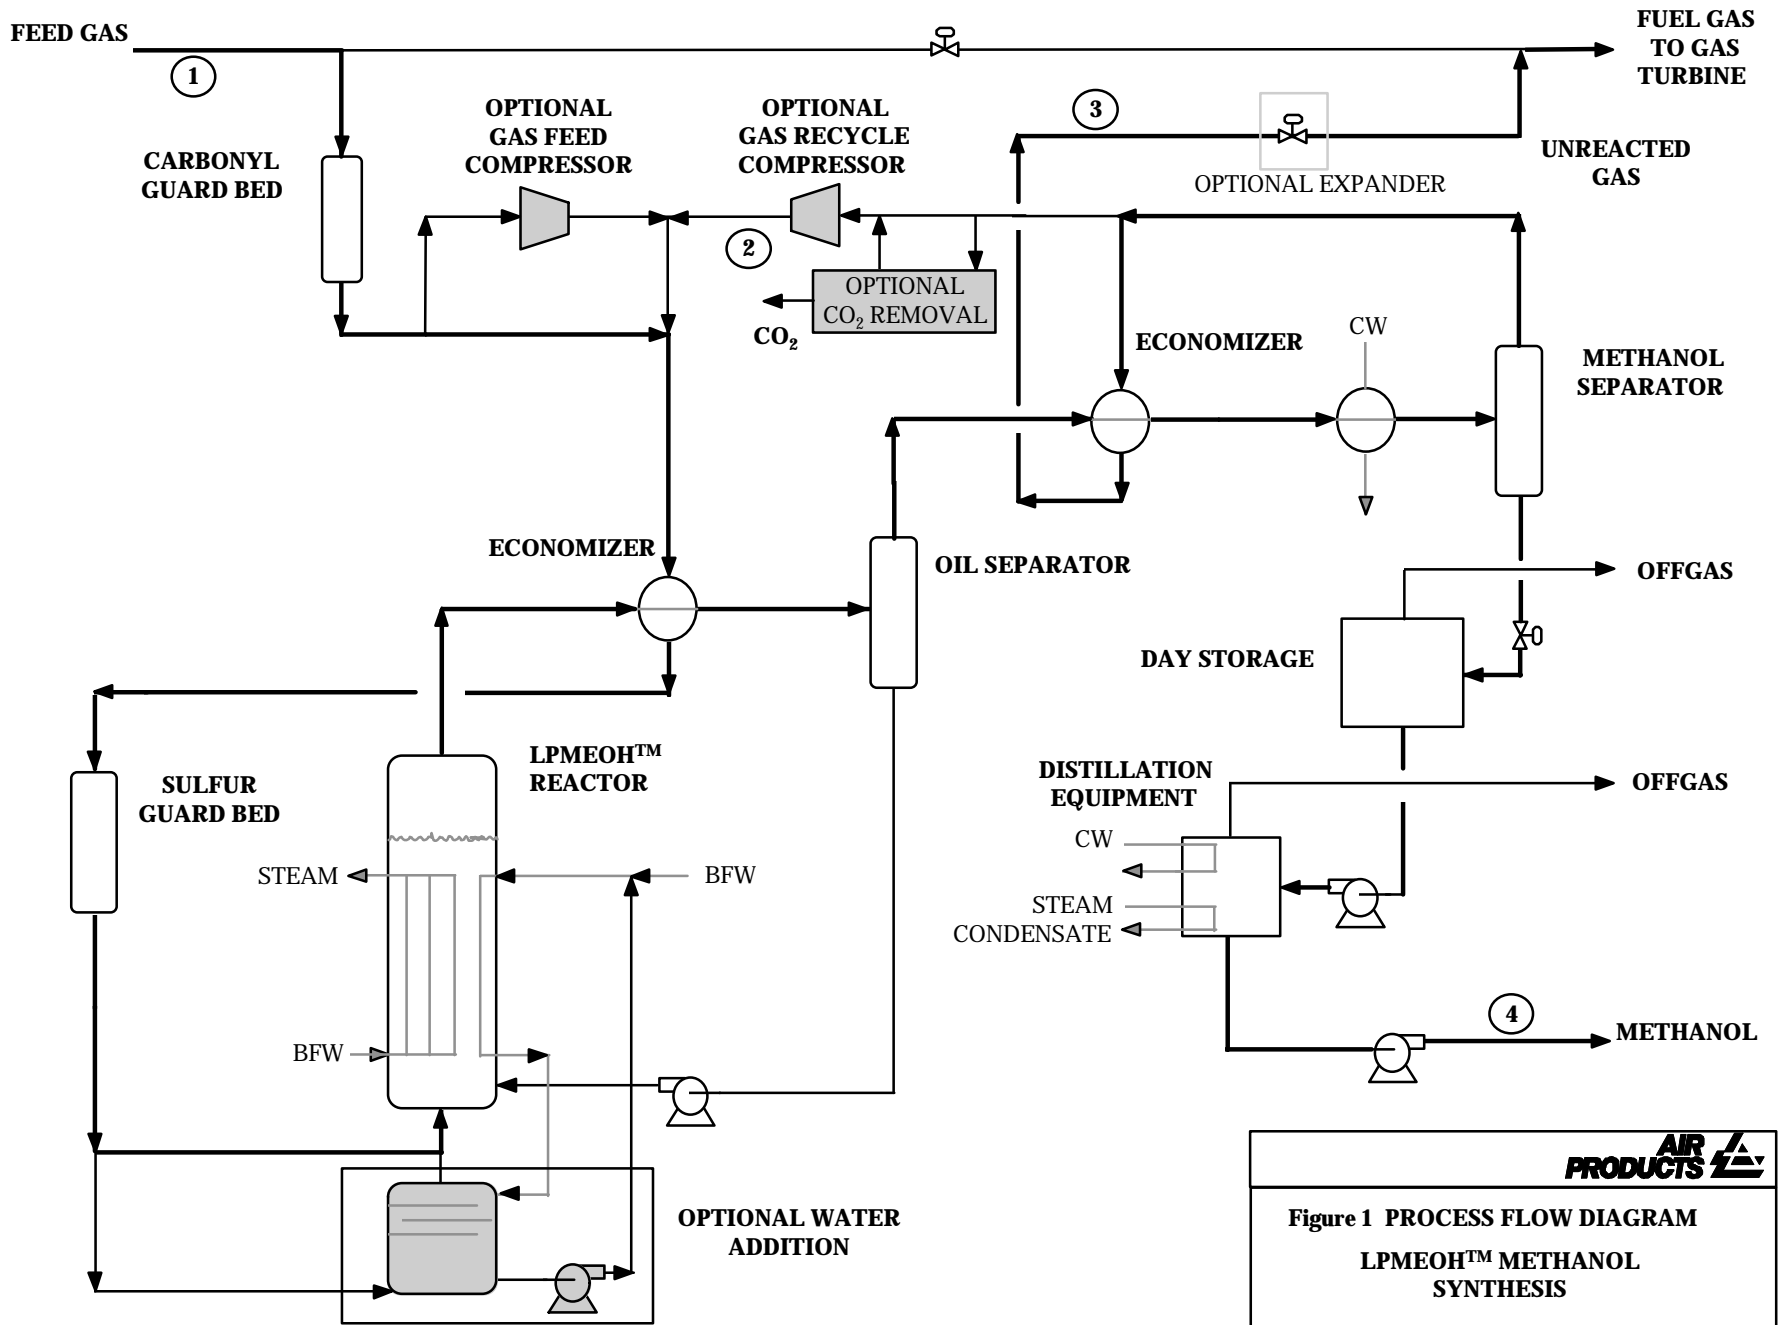 FEED GAS
1
FUEL GAS
TO GAS
TURBINE
OPTIONAL
GAS FEED
COMPRESSOR
OPTIONAL
GAS RECYCLE
COMPRESSOR
3
CARBONYL
GUARD BED
UNREACTED
GAS
OPTIONAL EXPANDER
2
OPTIONAL
CO₂ REMOVAL
CO₂
ECONOMIZER
CW
METHANOL
SEPARATOR
ECONOMIZER
OIL SEPARATOR
OFFGAS
DAY STORAGE
LPMEOH™
REACTOR
SULFUR
GUARD BED
DISTILLATION
EQUIPMENT
OFFGAS
CW
STEAM
BFW
STEAM
CONDENSATE
BFW
4
METHANOL
OPTIONAL WATER
ADDITION
AIR
PRODUCTS
Figure 1 PROCESS FLOW DIAGRAM
LPMEOH™ METHANOL
SYNTHESIS